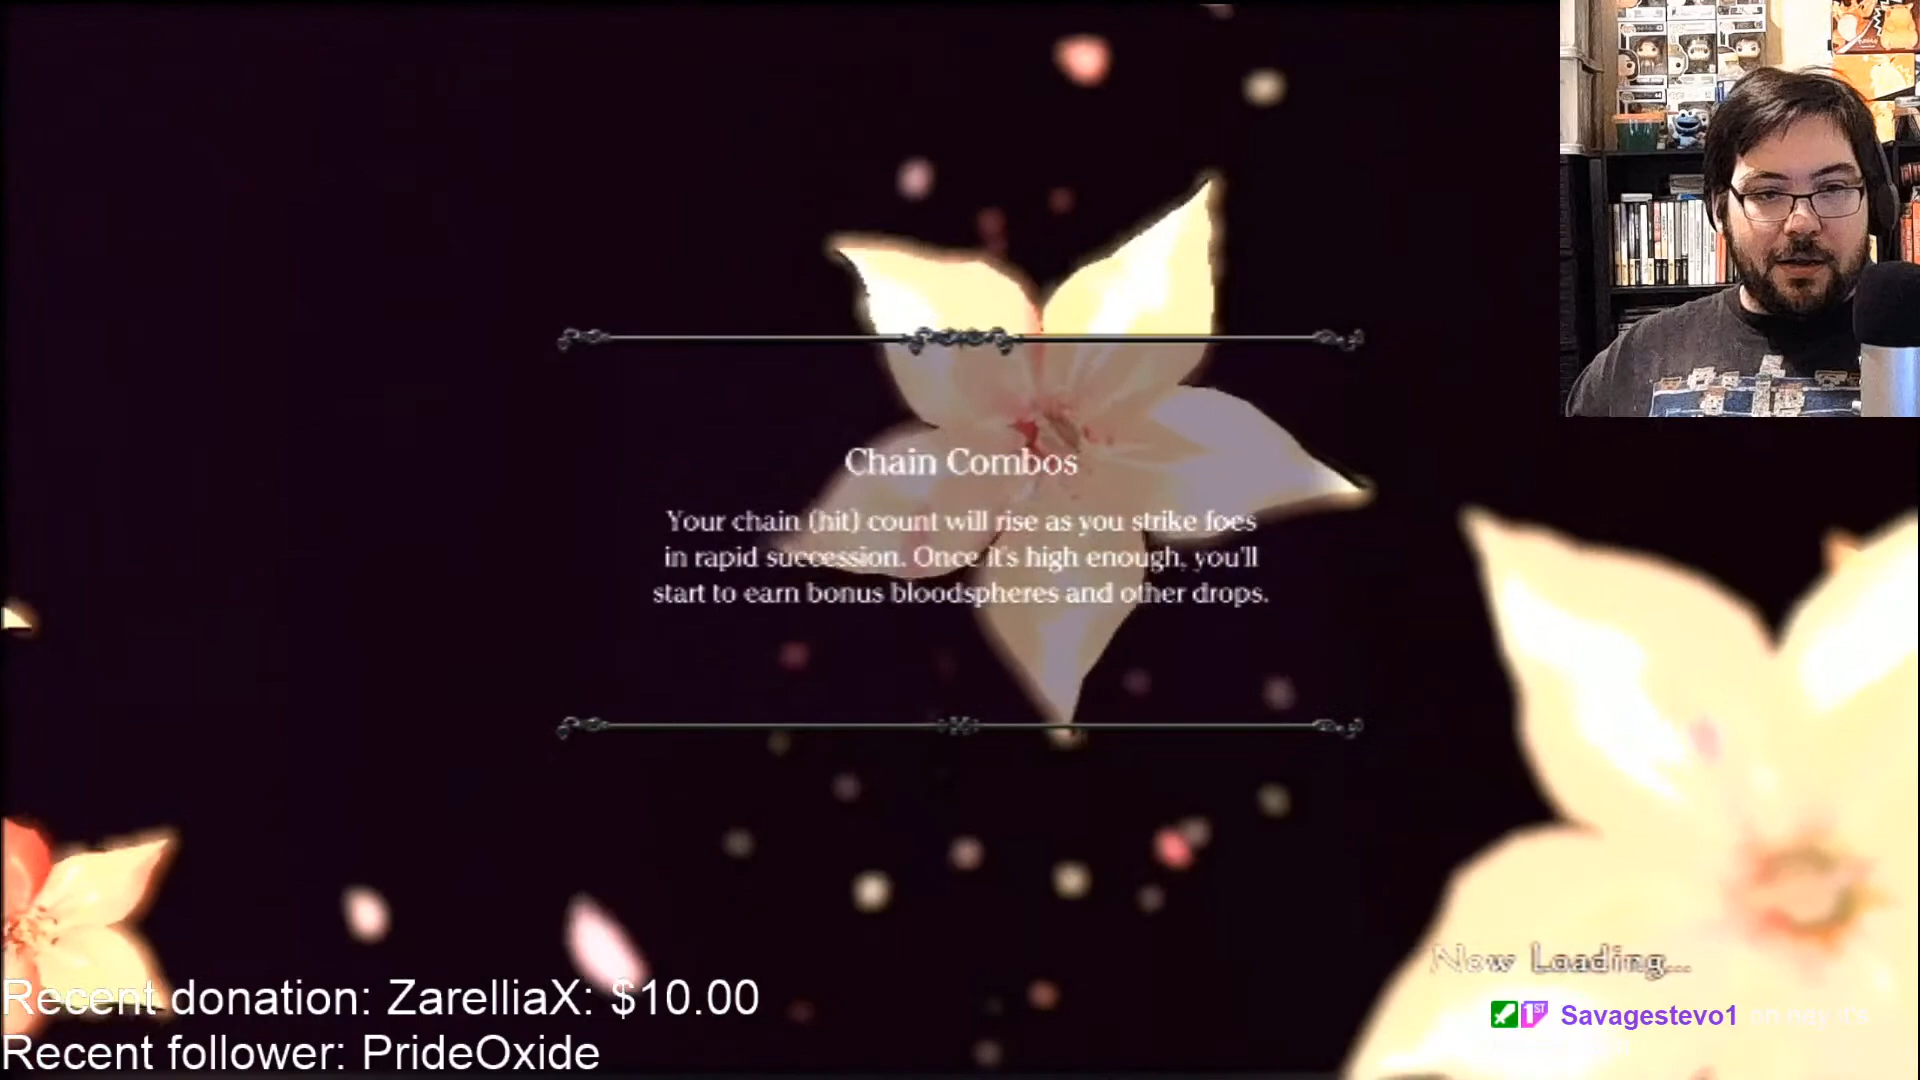 Chain Combos
Your chain (hit) count will rise as you strike foes
in rapid succession. Once it's high enough, you'll
start to earn bonus bloodspheres and other drops.
Now Loading...
Recent donation: ZarelliaX: $10.00
Recent follower: PrideOxide
1ST Savagestevo1